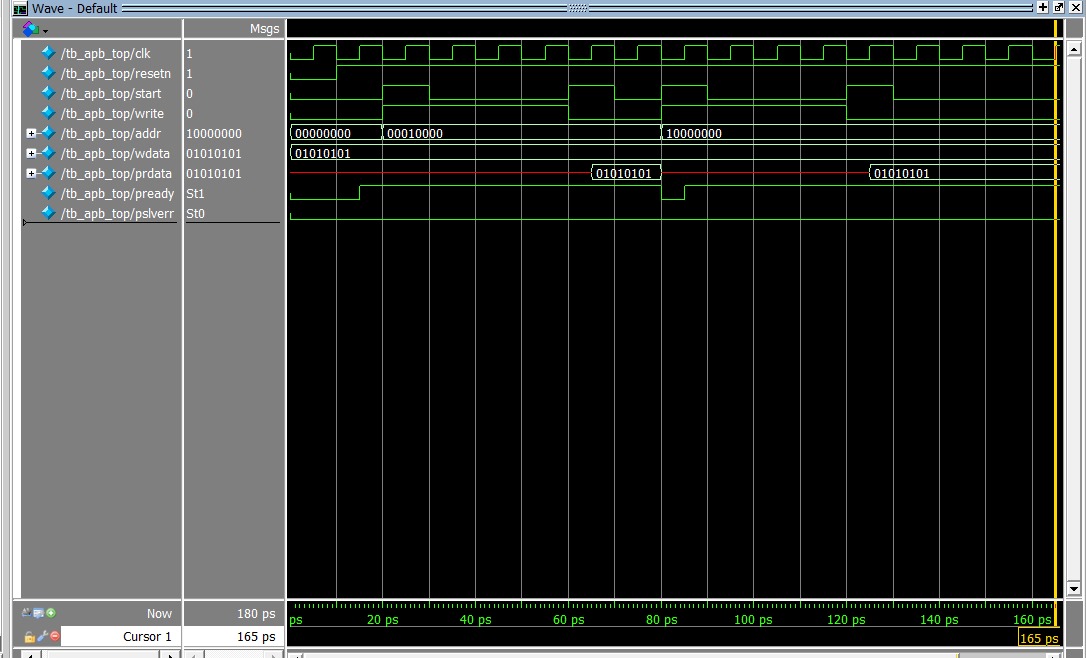 Wave - Default
Msgs
/tb_apb_top/clk 1
/tb_apb_top/resetn 1
/tb_apb_top/start 0
/tb_apb_top/write 0
/tb_apb_top/addr 10000000 00000000 00010000 10000000
/tb_apb_top/wdata 01010101 01010101
/tb_apb_top/prdata 01010101 01010101 01010101
/tb_apb_top/pready St1
/tb_apb_top/pslverr St0
Now 180 ps ps 20 ps 40 ps 60 ps 80 ps 100 ps 120 ps 140 ps 160 ps
Cursor 1 165 ps 165 ps